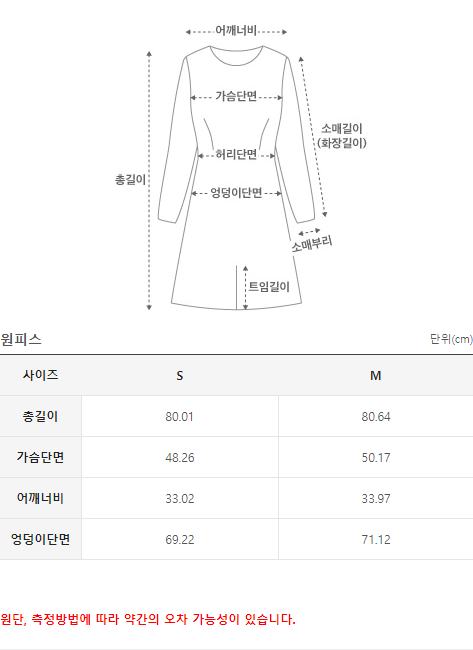 어깨너비
가슴단면
소매길이
(화장길이)
허리단면
총길이
엉덩이단면
소매부리
트임길이
원피스 단위(cm)
사이즈 S M
총길이 80.01 80.64
가슴단면 48.26 50.17
어깨너비 33.02 33.97
엉덩이단면 69.22 71.12
원단, 측정방법에 따라 약간의 오차 가능성이 있습니다.